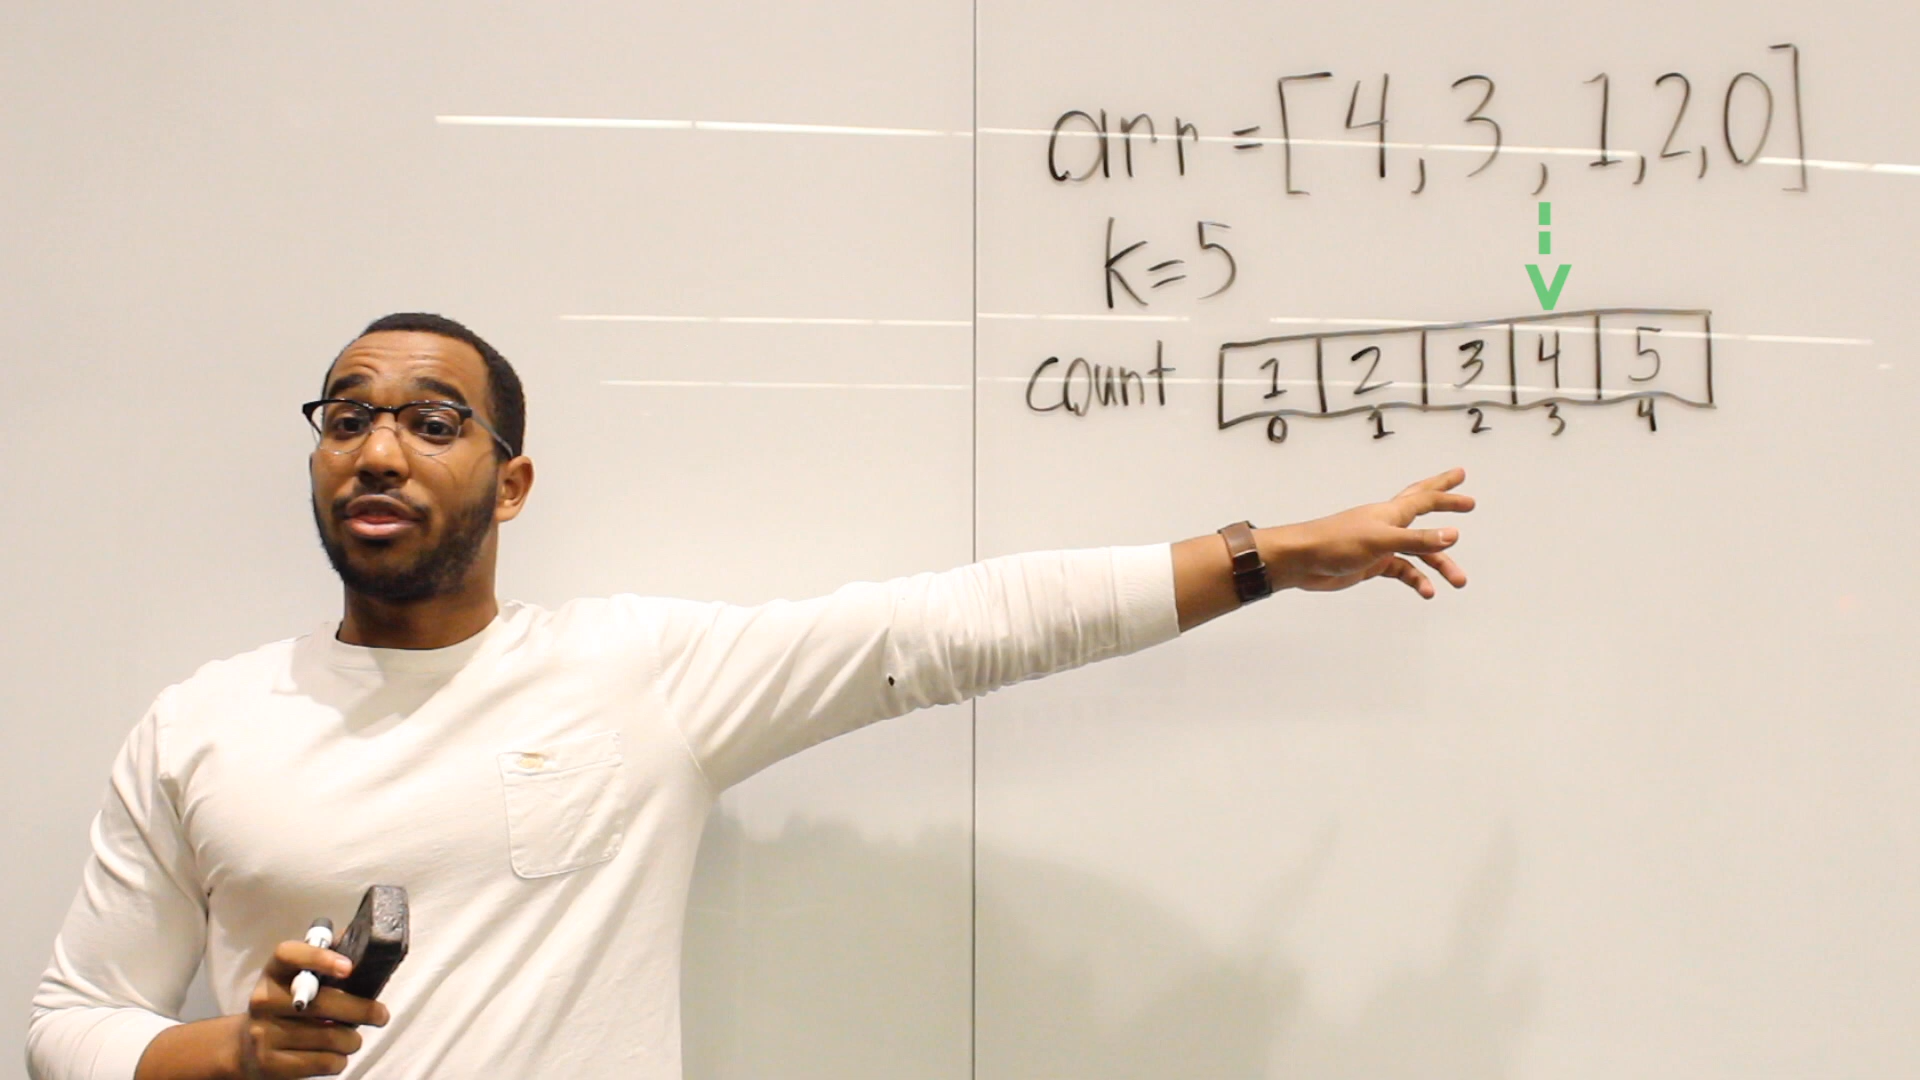 arr = [4, 3, 1, 2, 0]
k = 5
count 1 2 3 4 5
0 1 2 3 4